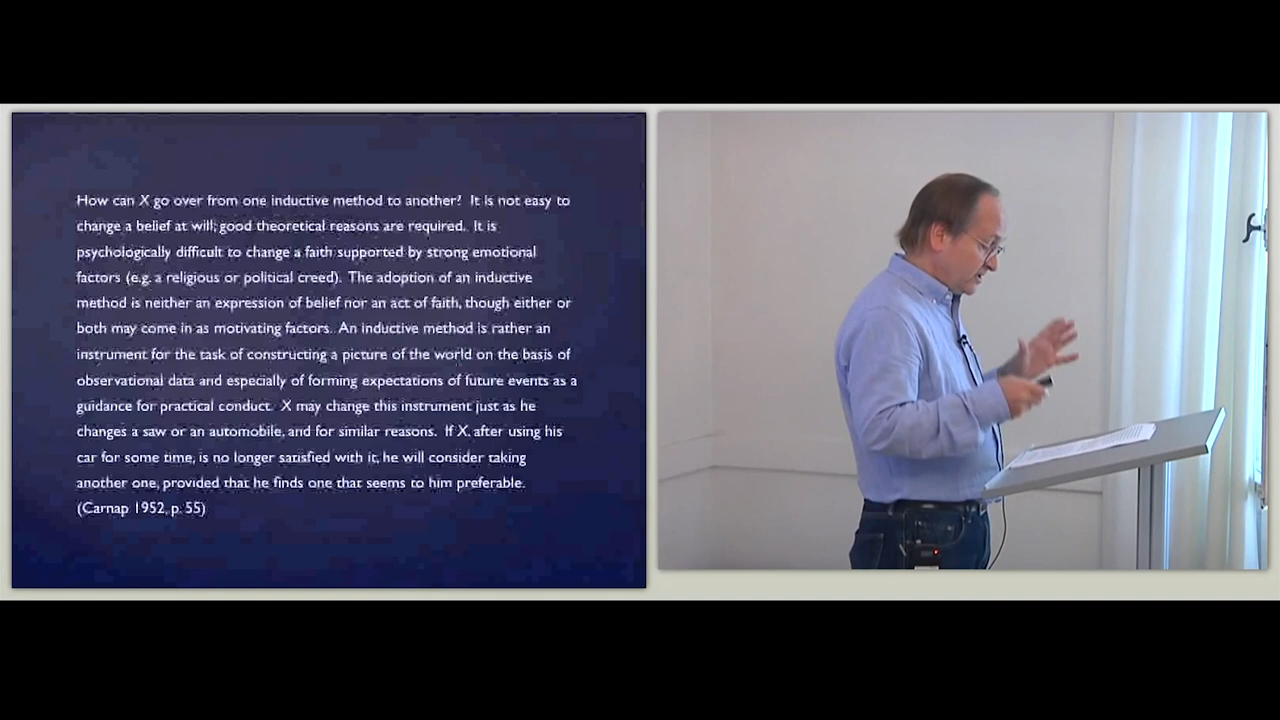 How can X go over from one inductive method to another? It is not easy to
change a belief at will; good theoretical reasons are required. It is
psychologically difficult to change a faith supported by strong emotional
factors (e.g. a religious or political creed). The adoption of an inductive
method is neither an expression of belief nor an act of faith, though either or
both may come in as motivating factors. An inductive method is rather an
instrument for the task of constructing a picture of the world on the basis of
observational data and especially of forming expectations of future events as a
guidance for practical conduct. X may change this instrument just as he
changes a saw or an automobile, and for similar reasons. If X, after using his
car for some time, is no longer satisfied with it, he will consider taking
another one, provided that he finds one that seems to him preferable.
(Carnap 1952, p. 55)